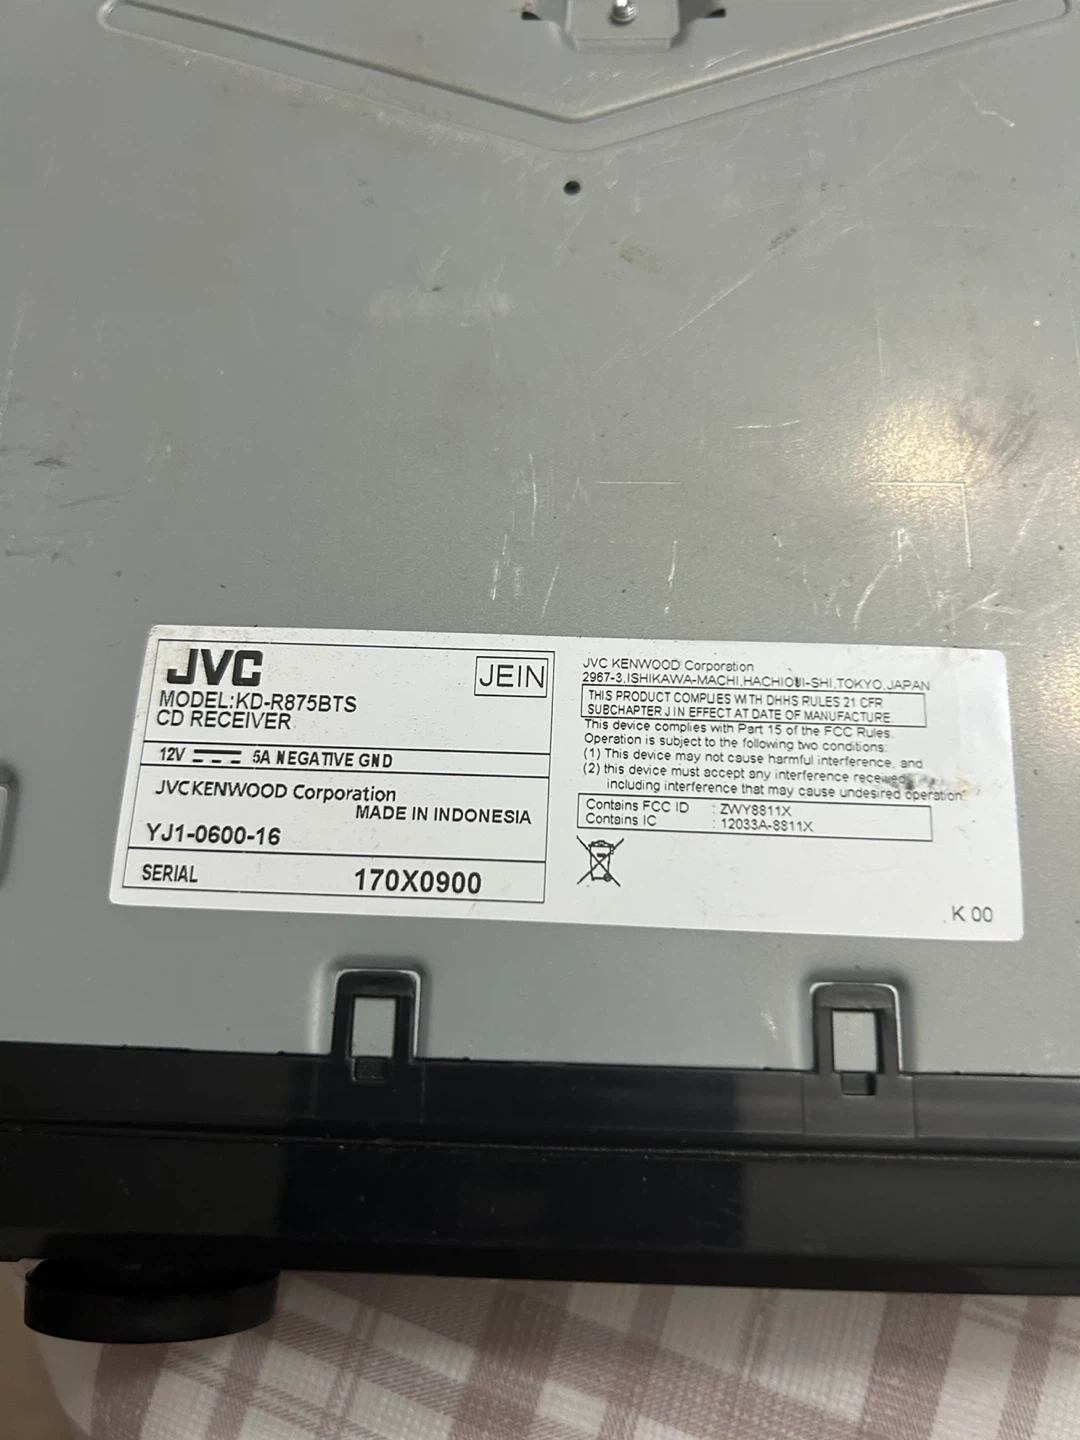 JVC
JEIN
MODEL:KD-R875BTS
CD RECEIVER
12V 5A NEGATIVE GND
JVCKENWOOD Corporation
MADE IN INDONESIA
YJ1-0600-16
SERIAL 170X0900
JVC KENWOOD Corporation
2967-3,ISHIKAWA-MACHI,HACHIOUI-SHI,TOKYO,JAPAN
THIS PRODUCT COMPLIES WITH DHHS RULES 21 CFR
SUBCHAPTER J IN EFFECT AT DATE OF MANUFACTURE.
This device complies with Part 15 of the FCC Rules.
Operation is subject to the following two conditions:
(1) This device may not cause harmful interference, and
(2) this device must accept any interference received,
including interference that may cause undesired operation.
Contains FCC ID : ZWY8811X
Contains IC : 12033A-8811X
K 00